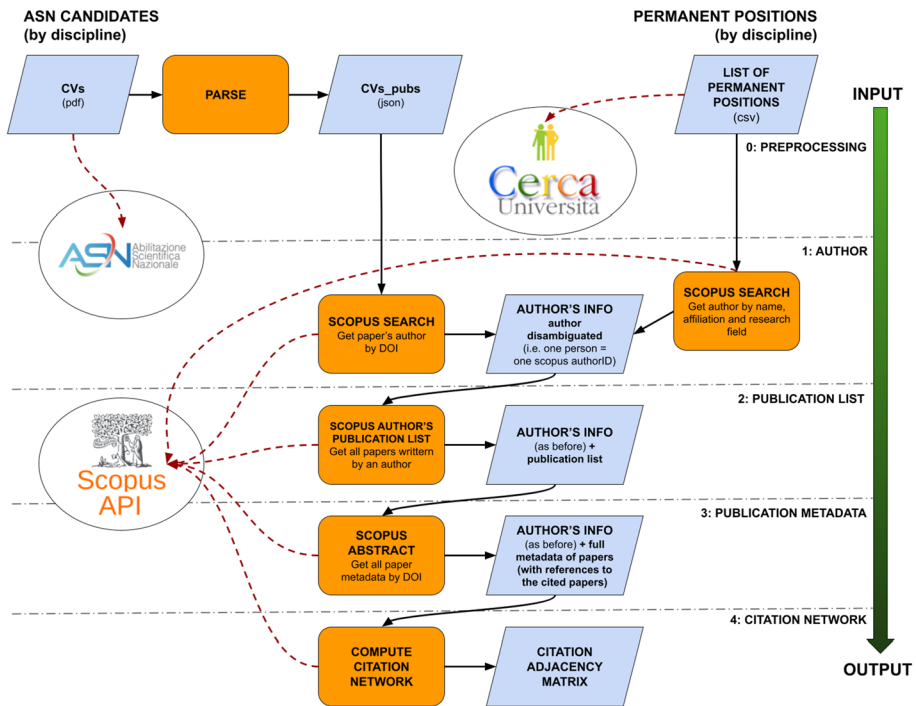 ASN CANDIDATES
(by discipline)
PERMANENT POSITIONS
(by discipline)
CVs
(pdf)
PARSE
CVs_pubs
(json)
LIST OF
PERMANENT
POSITIONS
(csv)
INPUT
0: PREPROCESSING
Cerca
Università
ASN Abilitazione
Scientifica
Nazionale
1: AUTHOR
SCOPUS SEARCH
Get paper's author
by DOI
AUTHOR'S INFO
author
disambiguated
(i.e. one person =
one scopus authorID)
SCOPUS SEARCH
Get author by name,
affiliation and research
field
2: PUBLICATION LIST
SCOPUS AUTHOR'S
PUBLICATION LIST
Get all papers writtern
by an author
AUTHOR'S INFO
(as before) +
publication list
Scopus
API
3: PUBLICATION METADATA
SCOPUS
ABSTRACT
Get all paper
metadata by DOI
AUTHOR'S INFO
(as before) + full
metadata of papers
(with references to
the cited papers)
4: CITATION NETWORK
COMPUTE
CITATION
NETWORK
CITATION
ADJACENCY
MATRIX
OUTPUT